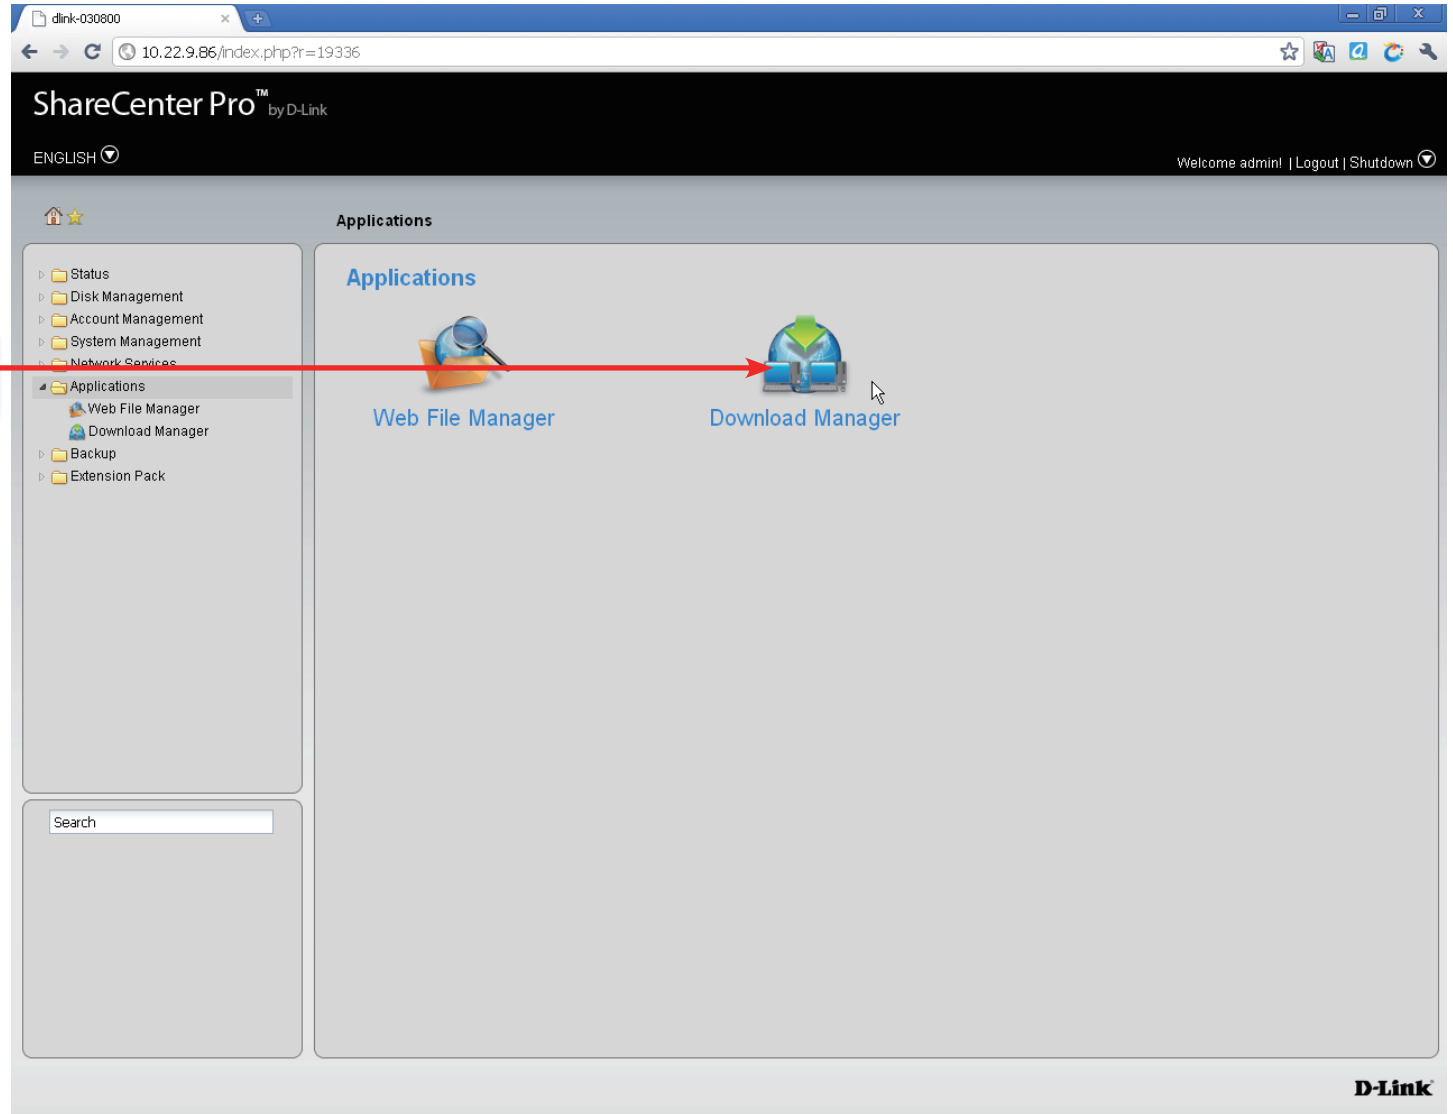 dlink-030800
10.22.9.86/index.php?r=19336
ShareCenter Pro™ by D-Link
ENGLISH
Welcome admin! | Logout | Shutdown
Applications
Status
Disk Management
Account Management
System Management
Network Services
Applications
Web File Manager
Download Manager
Backup
Extension Pack
Search
Applications
Web File Manager
Download Manager
D-Link